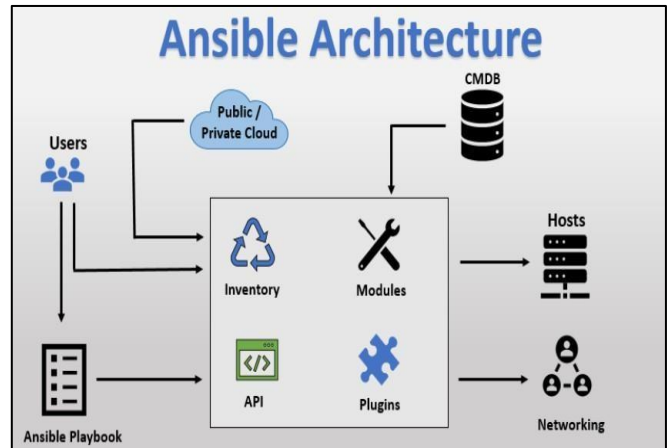 Ansible Architecture
CMDB
Public /
Private Cloud
Users
Hosts
Inventory
Modules
</>
API
Plugins
Ansible Playbook
Networking